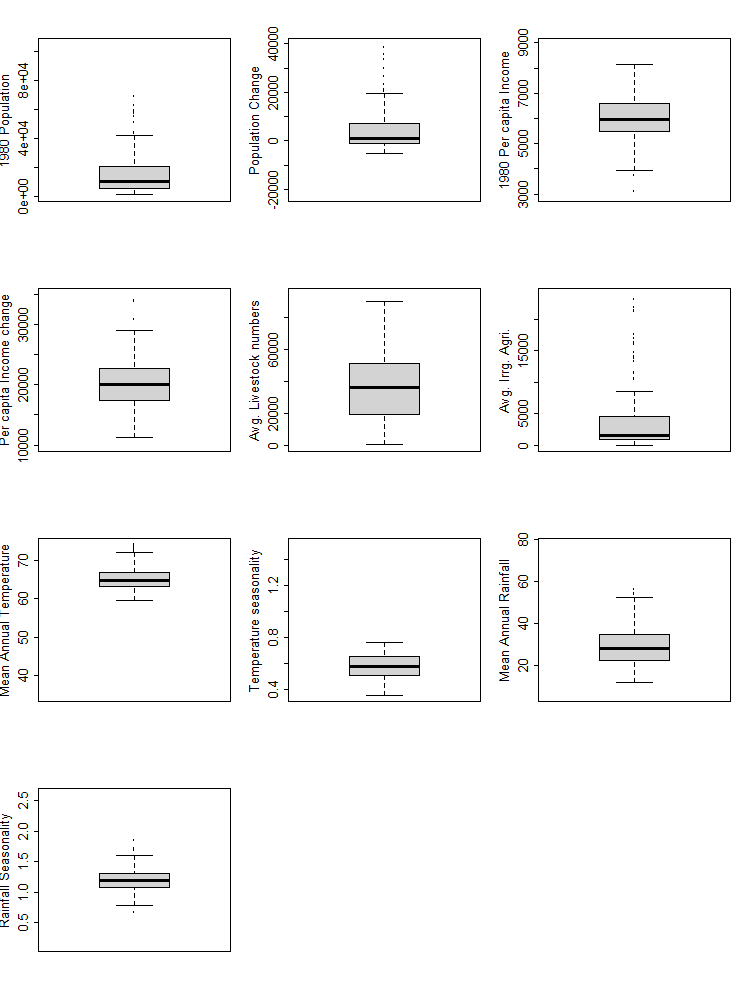 1980 Population
0e+00
4e+04
8e+04
Population Change
-20000
0
20000
40000
1980 Per capita Income
3000
5000
7000
9000
Per capita Income change
10000
20000
30000
Avg. Livestock numbers
0
20000
60000
Avg. Irrg. Agri.
0
5000
15000
Mean Annual Temperature
40
50
60
70
Temperature seasonality
0.4
0.8
1.2
Mean Annual Rainfall
20
40
60
80
Rainfall Seasonality
0.5
1.0
1.5
2.0
2.5